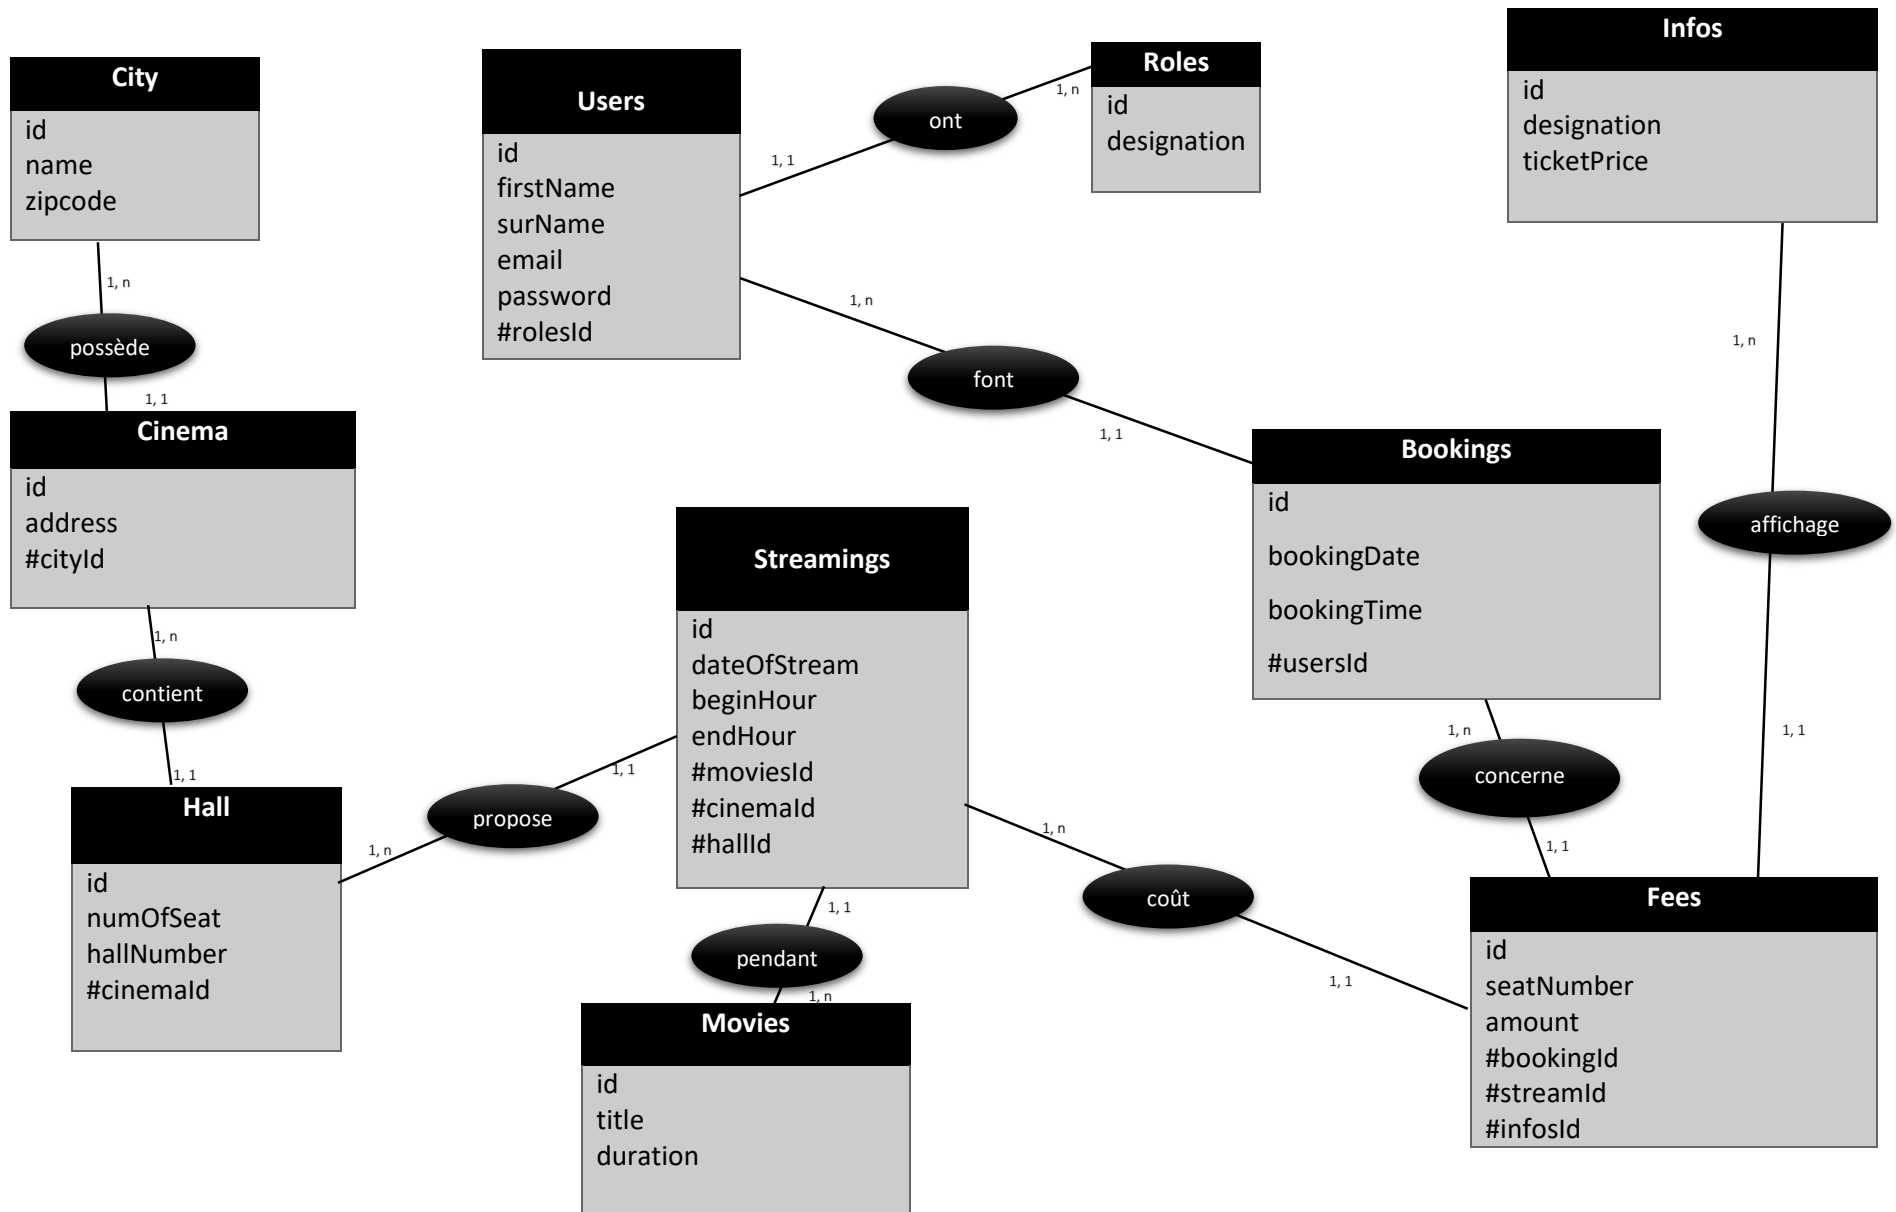 City
id
name
zipcode
1, n
possède
1, 1
Cinema
id
address
#cityId
1, n
contient
1, 1
Hall
id
numOfSeat
hallNumber
#cinemaId
1, n
propose
1, 1
Users
id
firstName
surName
email
password
#rolesId
1, 1
ont
1, n
Roles
id
designation
1, n
font
1, 1
Bookings
id
bookingDate
bookingTime
#usersId
Streamings
id
dateOfStream
beginHour
endHour
#moviesId
#cinemaId
#hallId
1, 1
pendant
1, n
Movies
id
title
duration
1, n
coût
1, 1
1, n
concerne
1, 1
Infos
id
designation
ticketPrice
1, n
affichage
1, 1
Fees
id
seatNumber
amount
#bookingId
#streamId
#infosId